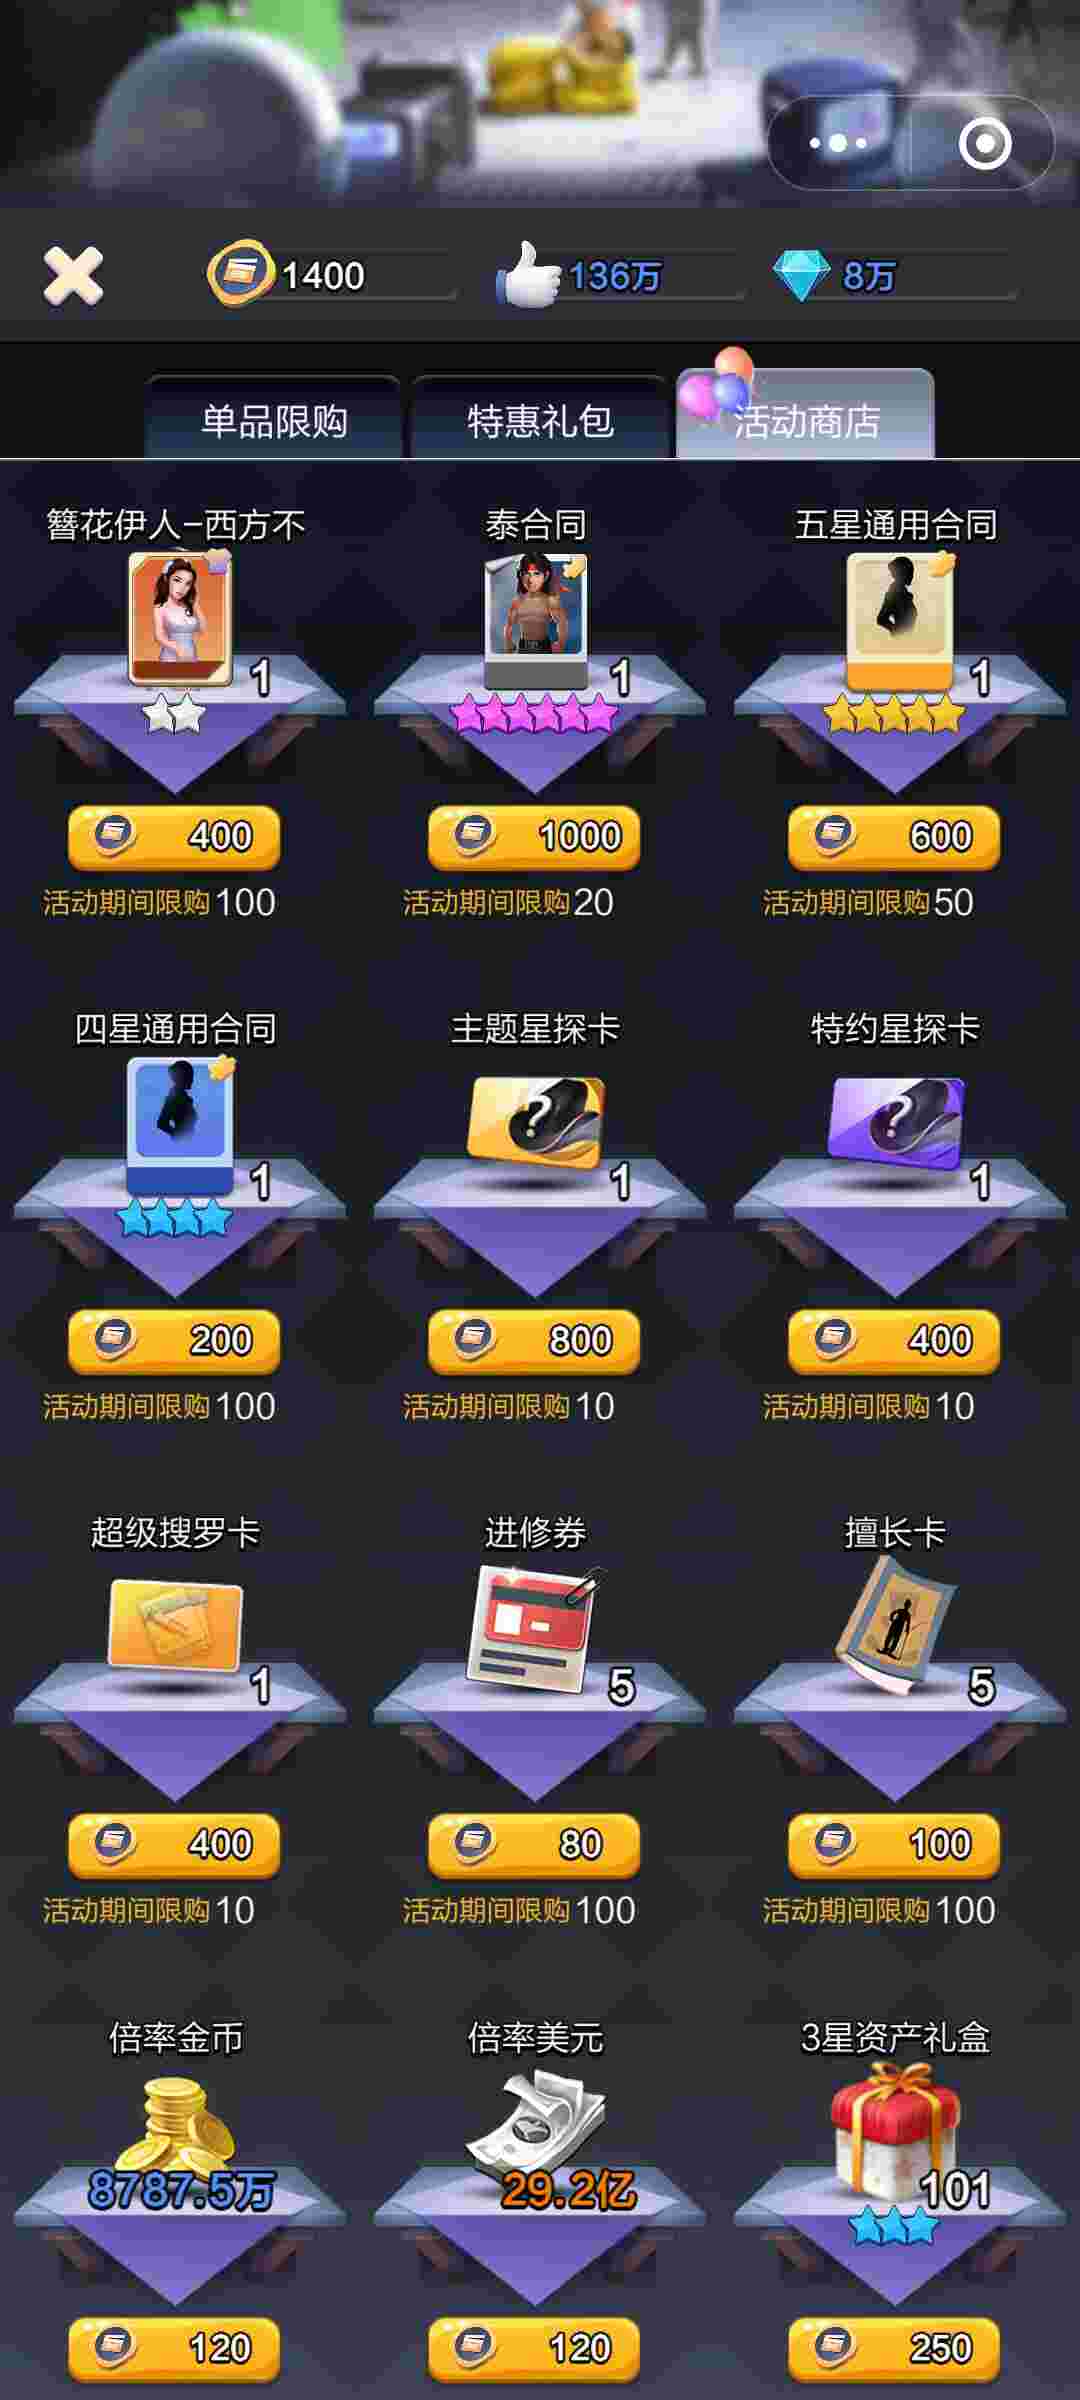 1400 136万 8万
单品限购 特惠礼包 活动商店
簪花伊人-西方不 泰合同 五星通用合同
1 1 1
400 1000 600
活动期间限购100 活动期间限购20 活动期间限购50
四星通用合同 主题星探卡 特约星探卡
? ?
1 1 1
200 800 400
活动期间限购100 活动期间限购10 活动期间限购10
超级搜罗卡 进修券 擅长卡
1 5 5
400 80 100
活动期间限购10 活动期间限购100 活动期间限购100
倍率金币 倍率美元 3星资产礼盒
8787.5万 29.2亿 101
120 120 250